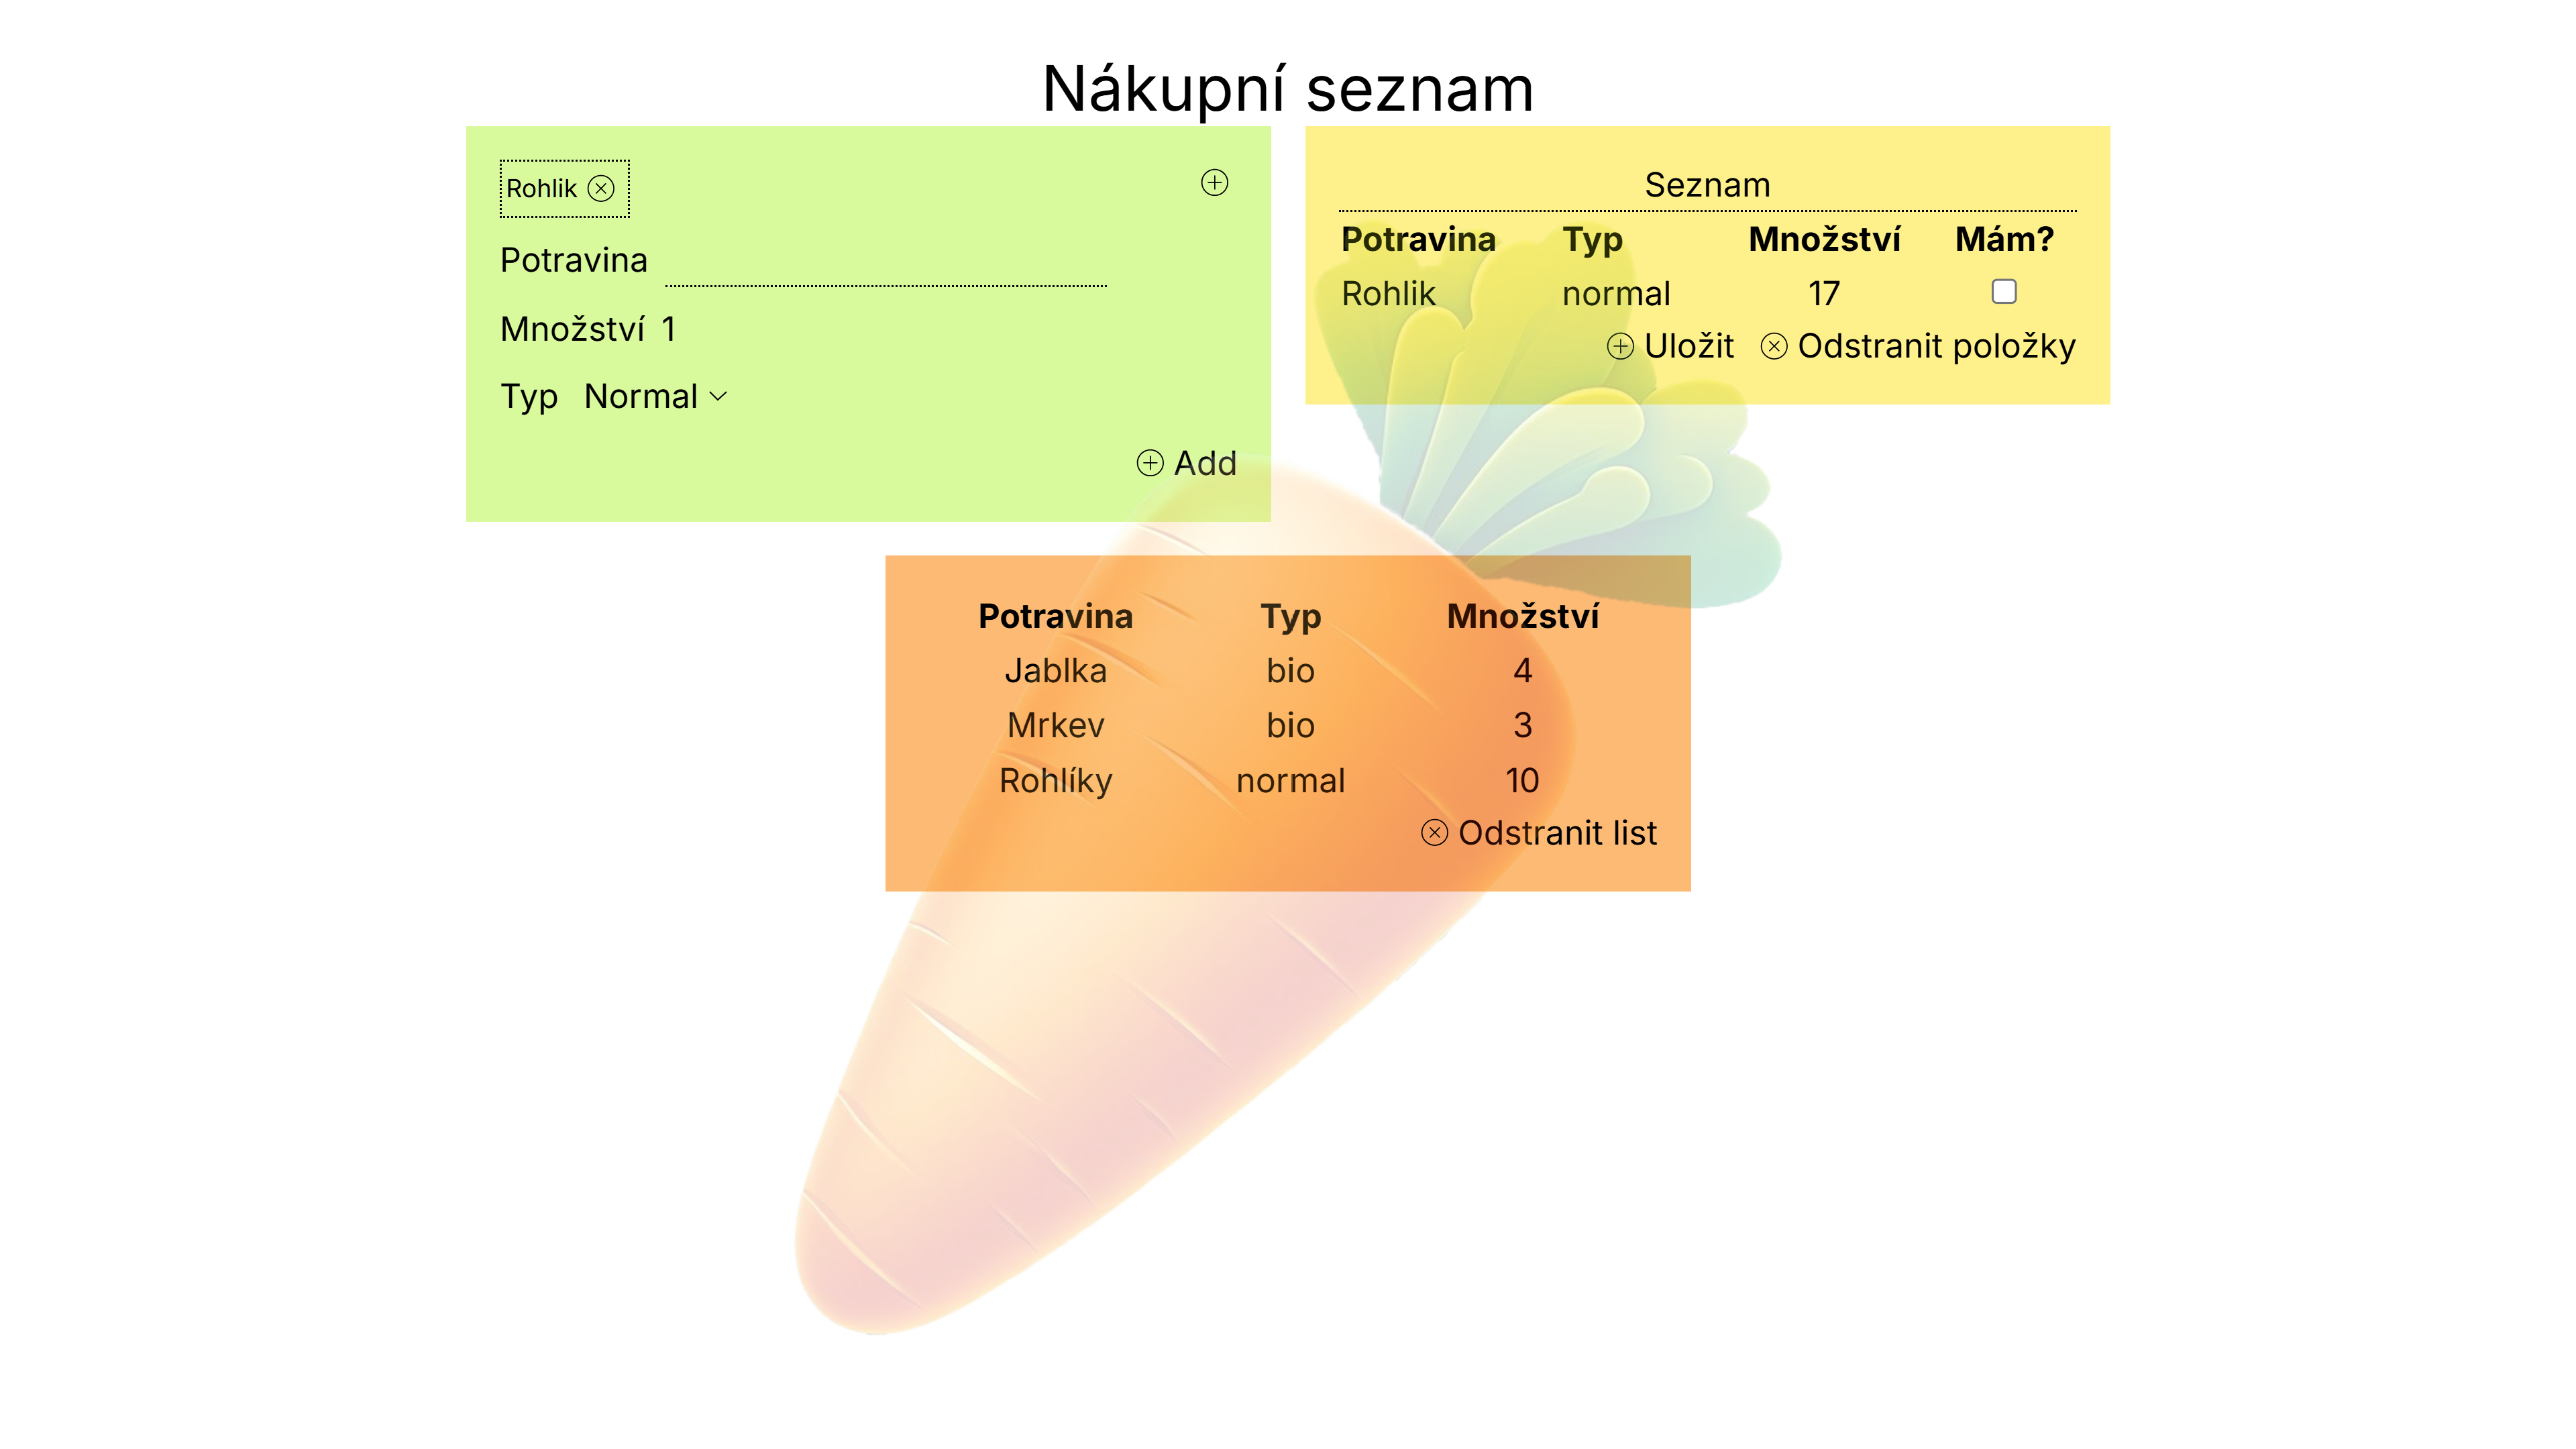 Nákupní seznam
Rohlik
Potravina
Množství 1
Typ Normal
Add
Seznam
Potravina Typ Množství Mám?
Rohlik normal 17
Uložit Odstranit položky
Potravina Typ Množství
Jablka bio 4
Mrkev bio 3
Rohlíky normal 10
Odstranit list